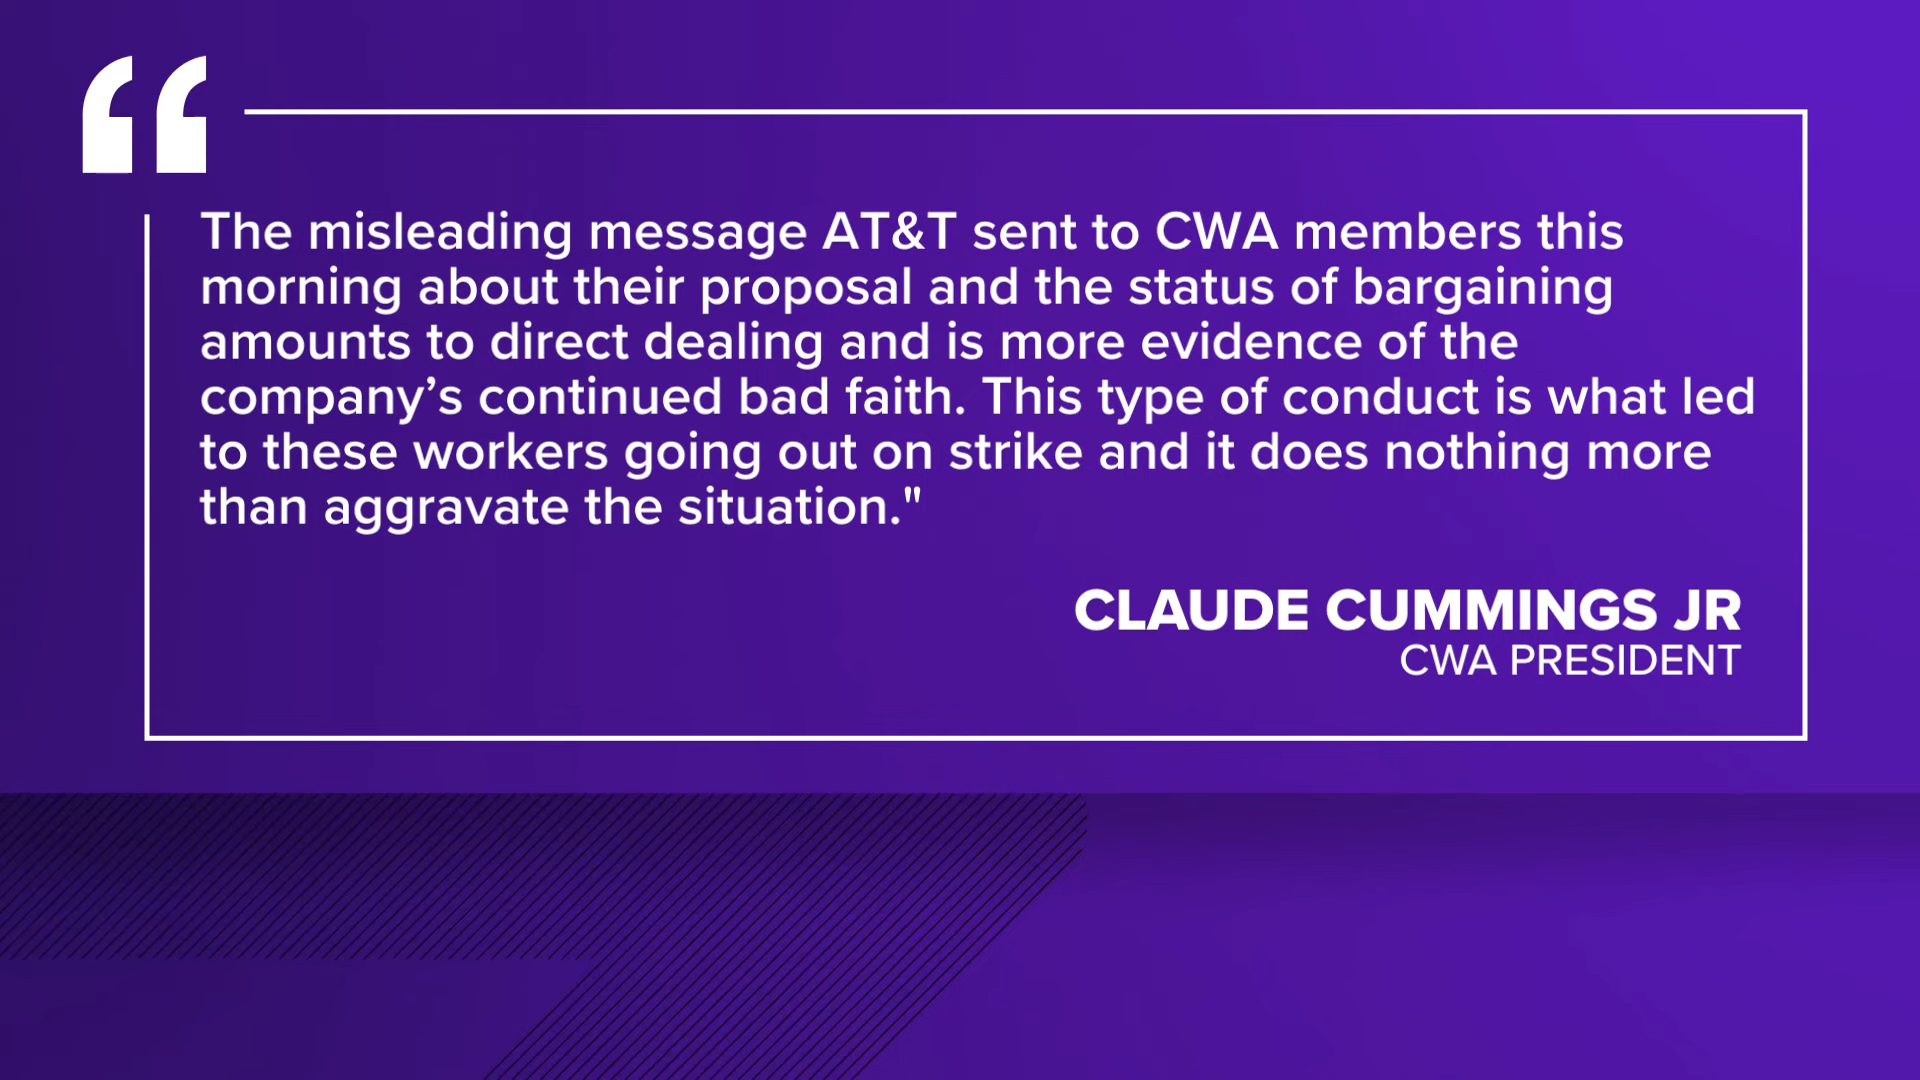 “
The misleading message AT&T sent to CWA members this
morning about their proposal and the status of bargaining
amounts to direct dealing and is more evidence of the
company’s continued bad faith. This type of conduct is what led
to these workers going out on strike and it does nothing more
than aggravate the situation."
CLAUDE CUMMINGS JR
CWA PRESIDENT